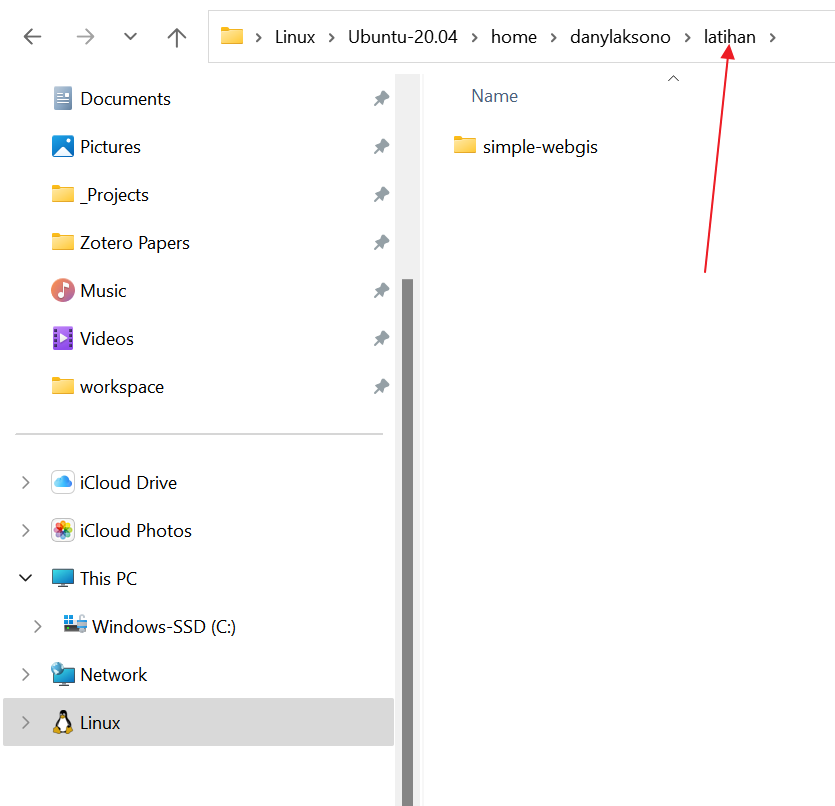 Linux > Ubuntu-20.04 > home > danylaksono > latihan >
Documents
Pictures
_Projects
Zotero Papers
Music
Videos
workspace
iCloud Drive
iCloud Photos
This PC
Windows-SSD (C:)
Network
Linux
Name
simple-webgis